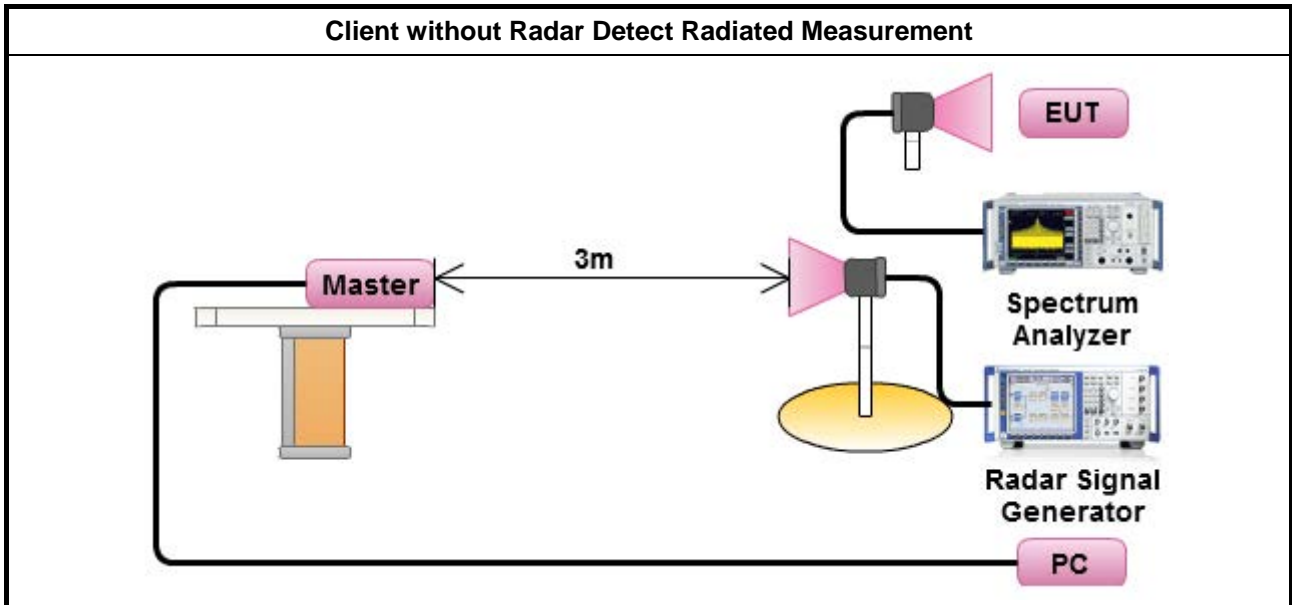 Client without Radar Detect Radiated Measurement
EUT
3m
Master
Spectrum
Analyzer
Radar Signal
Generator
PC